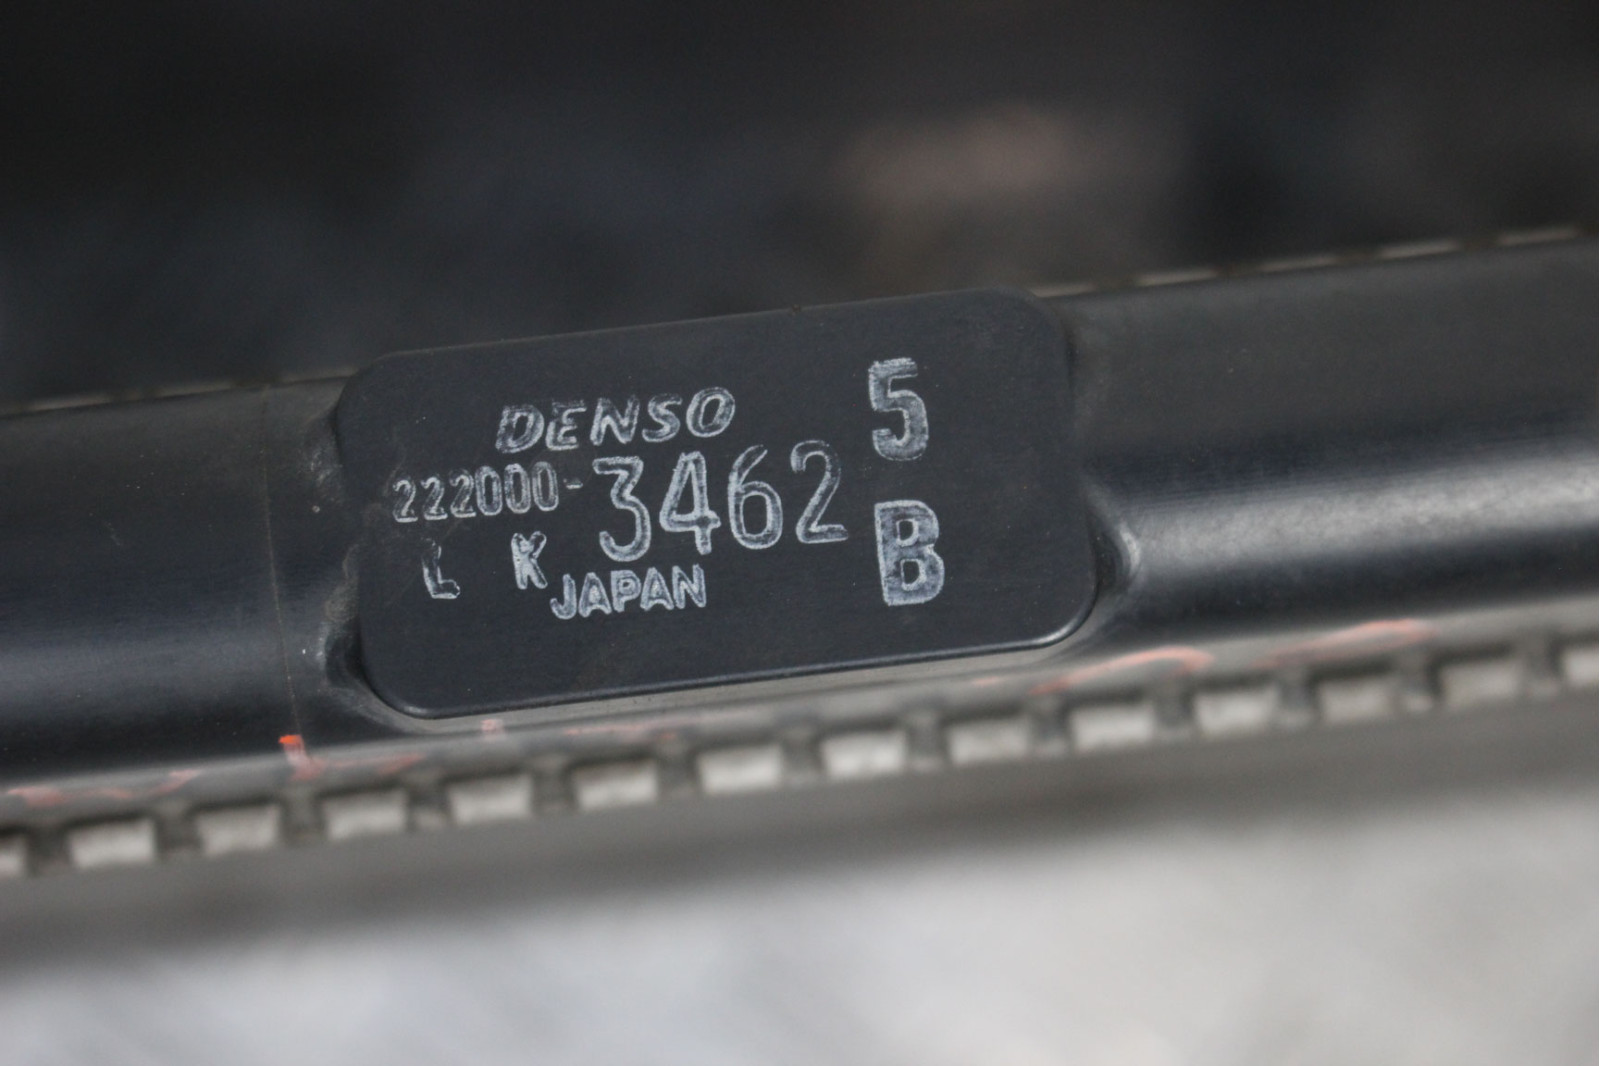 DENSO 5
222000-3462
L K B
JAPAN